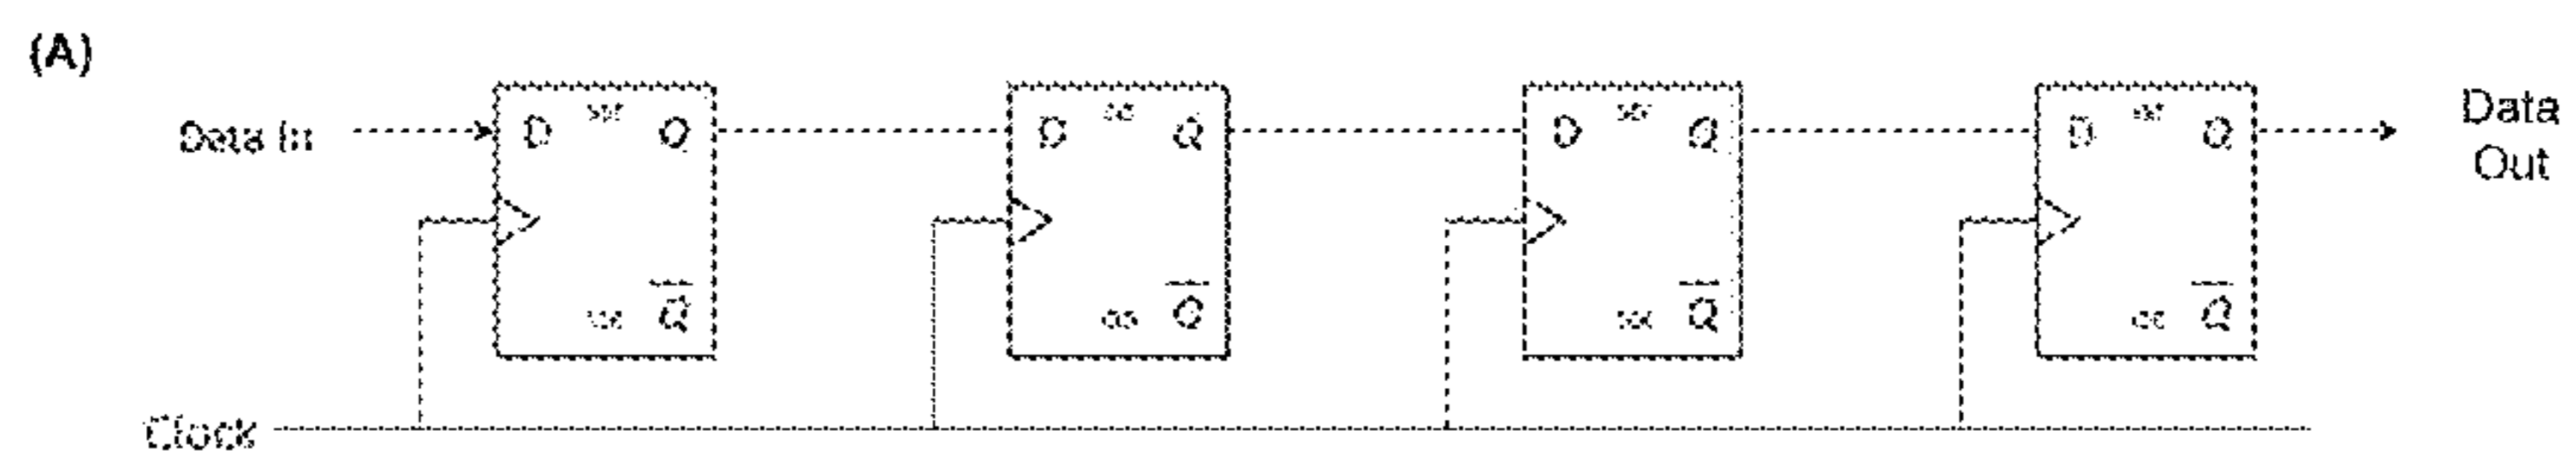 (A)
Data In
D Q
D Q
D Q
D Q
Data
Out
Q
Q
Q
Q
Clock